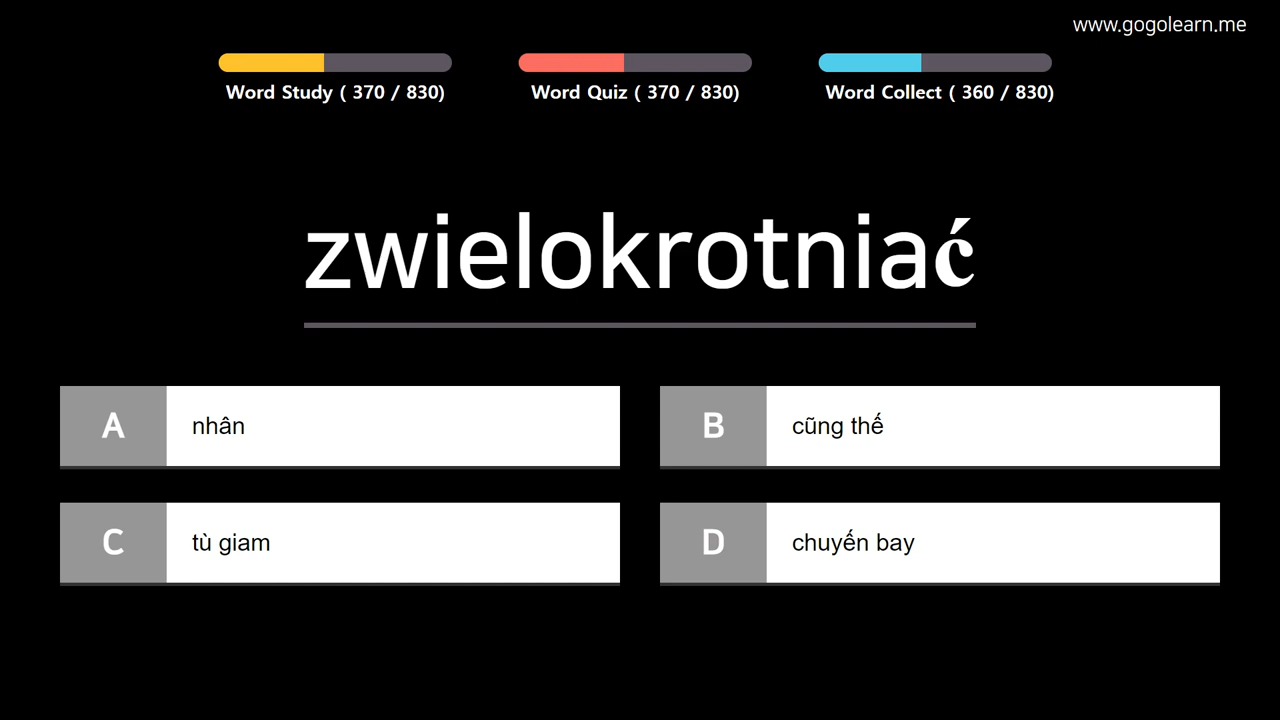 www.gogolearn.me
Word Study ( 370 / 830)
Word Quiz ( 370 / 830)
Word Collect ( 360 / 830)
zwielokrotniać
A nhân
B cũng thế
C tù giam
D chuyến bay